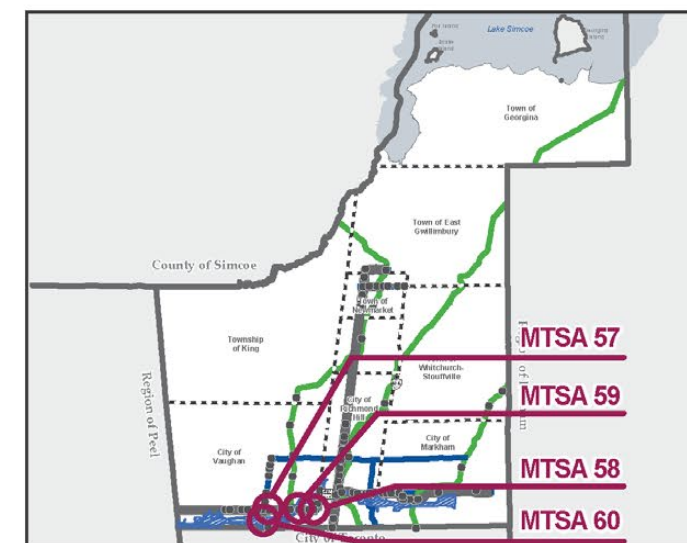 Lake Simcoe
Town of
Georgina
Town of East
Gwillimbury
County of Simcoe
Town of
Newmarket
Township
of King
MTSA 57
Whitchurch-
Stouffville
MTSA 59
Region of Peel
City of
Richmond
Hill
City of
Vaughan
City of
Markham
MTSA 58
MTSA 60
City of Toronto